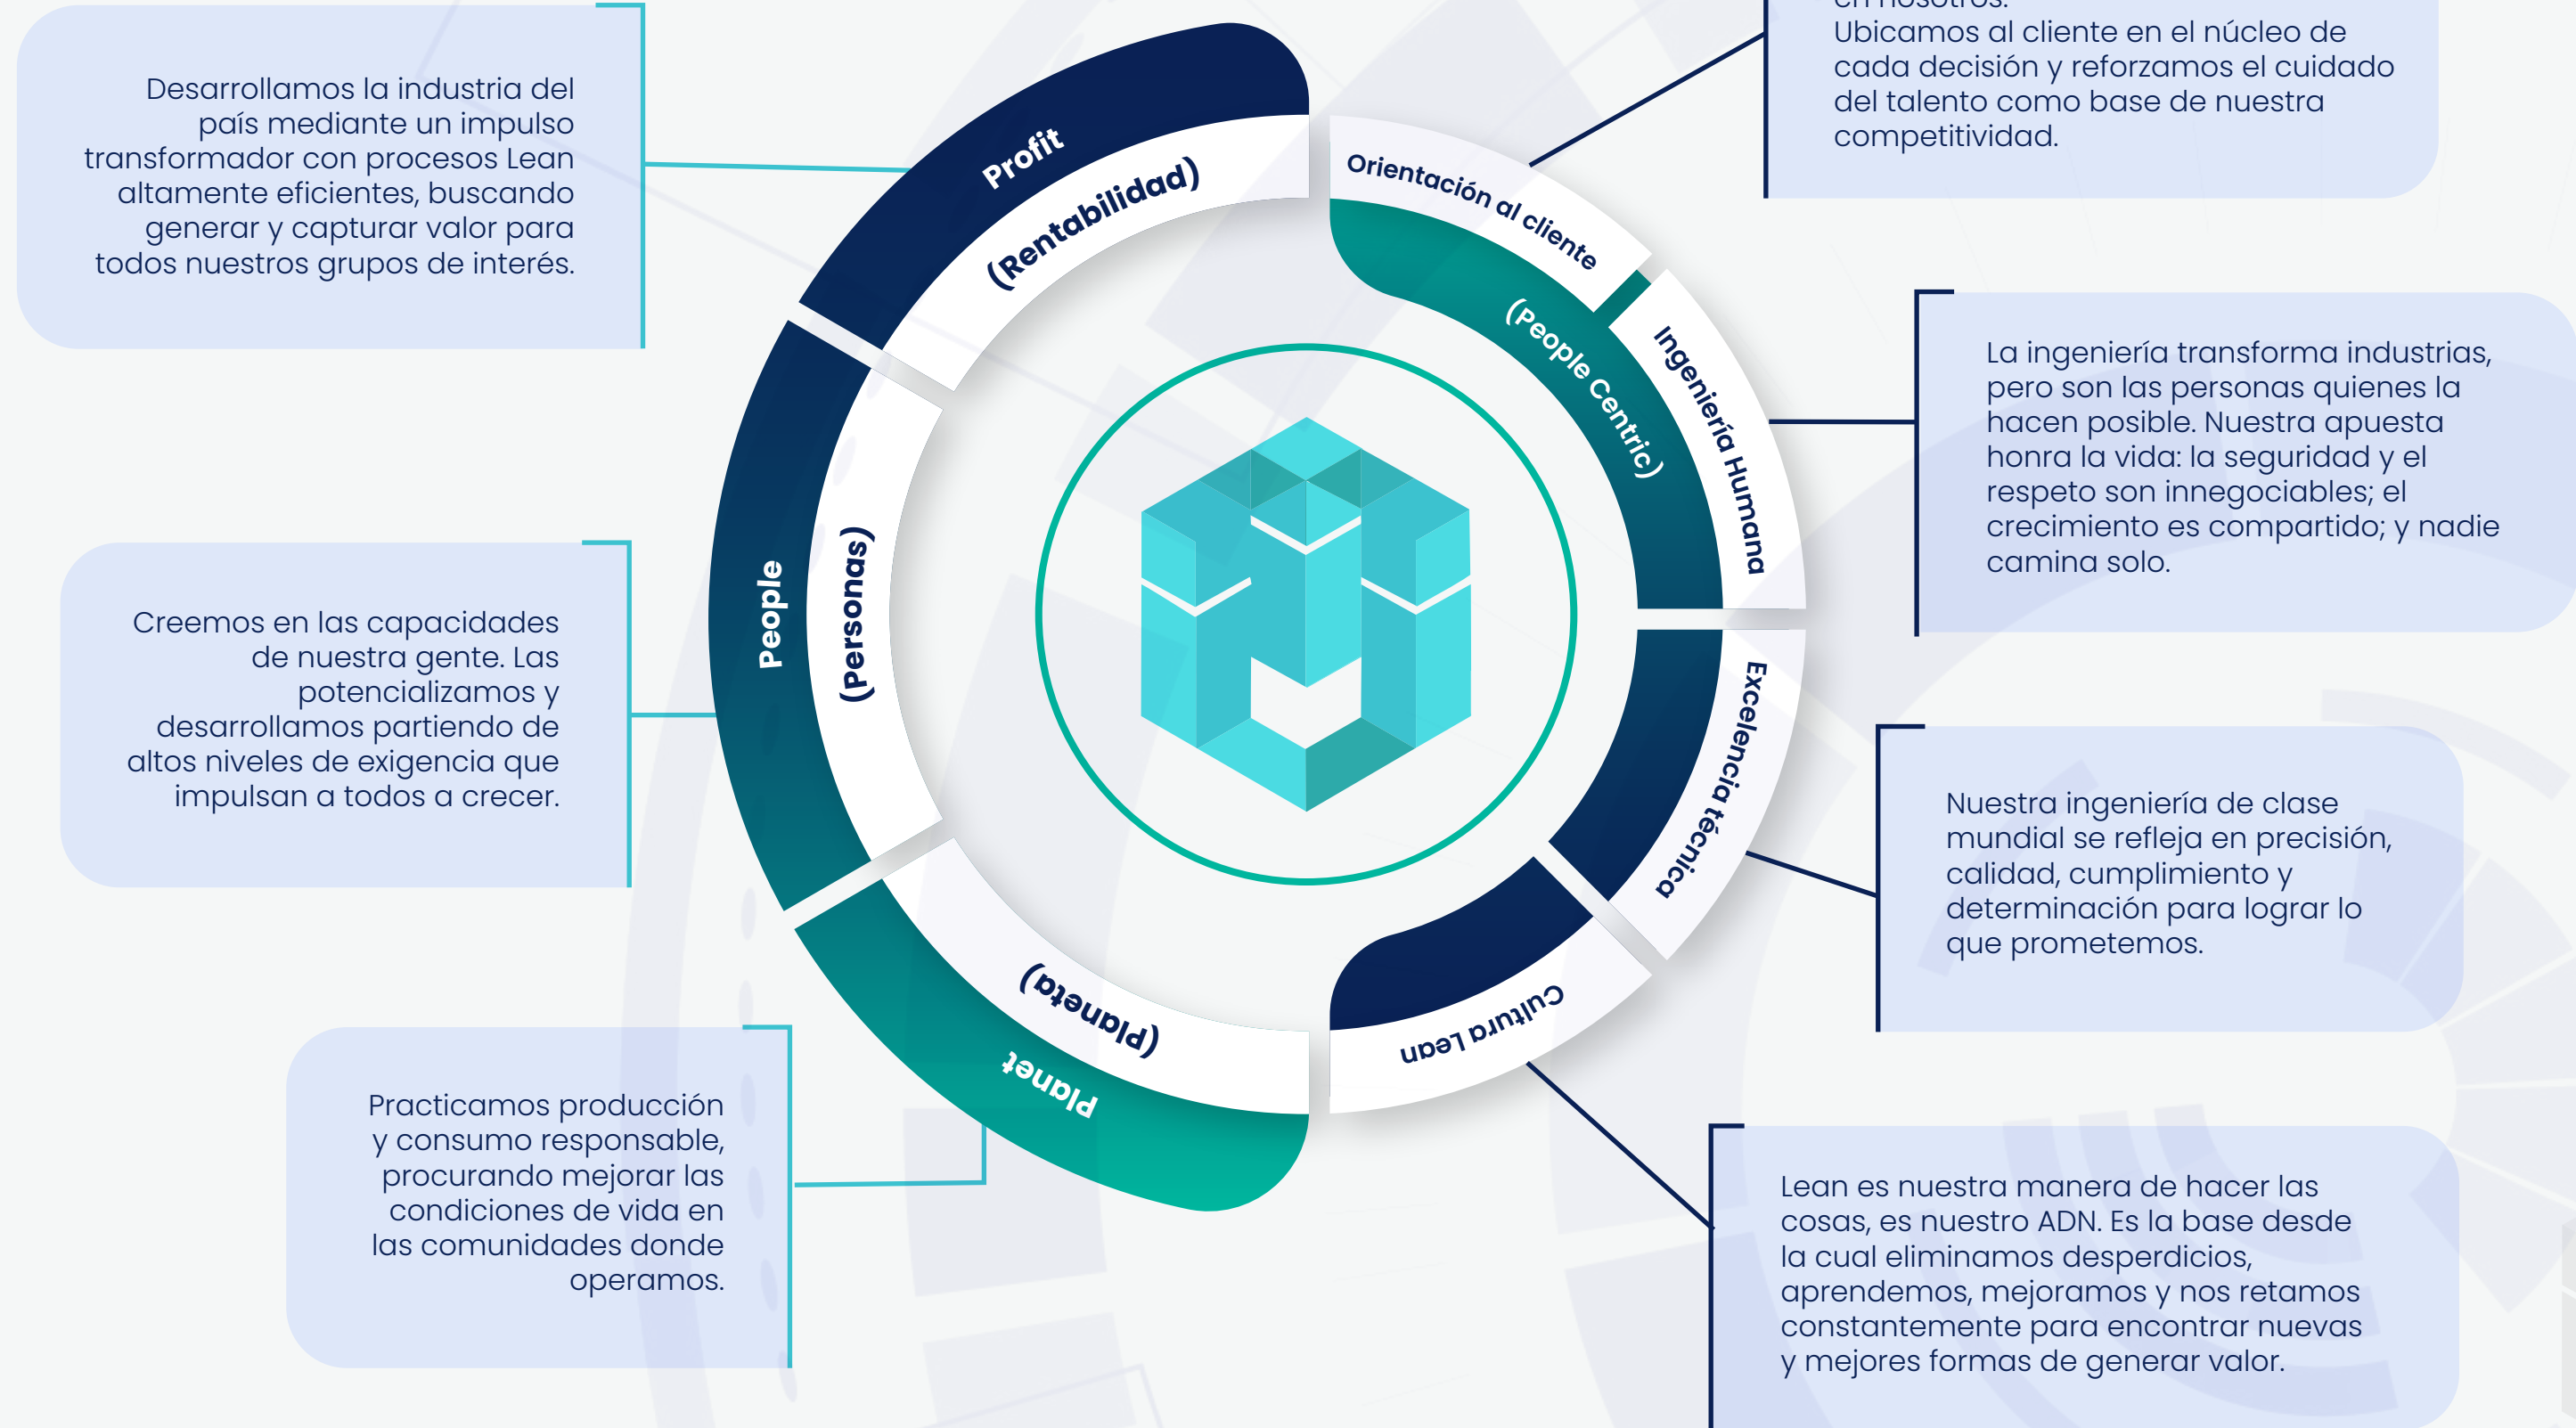 Desarrollamos la industria del
país mediante un impulso
transformador con procesos Lean
altamente eficientes, buscando
generar y capturar valor para
todos nuestros grupos de interés.
Creemos en las capacidades
de nuestra gente. Las
potencializamos y
desarrollamos partiendo de
altos niveles de exigencia que
impulsan a todos a crecer.
Practicamos producción
y consumo responsable,
procurando mejorar las
condiciones de vida en
las comunidades donde
operamos.
Profit
(Rentabilidad)
People
(Personas)
Planet
(Planeta)
Orientación al cliente
(People Centric)
Ingeniería Humana
Excelencia técnica
Cultura Lean
en nosotros.
Ubicamos al cliente en el núcleo de
cada decisión y reforzamos el cuidado
del talento como base de nuestra
competitividad.
La ingeniería transforma industrias,
pero son las personas quienes la
hacen posible. Nuestra apuesta
honra la vida: la seguridad y el
respeto son innegociables; el
crecimiento es compartido; y nadie
camina solo.
Nuestra ingeniería de clase
mundial se refleja en precisión,
calidad, cumplimiento y
determinación para lograr lo
que prometemos.
Lean es nuestra manera de hacer las
cosas, es nuestro ADN. Es la base desde
la cual eliminamos desperdicios,
aprendemos, mejoramos y nos retamos
constantemente para encontrar nuevas
y mejores formas de generar valor.